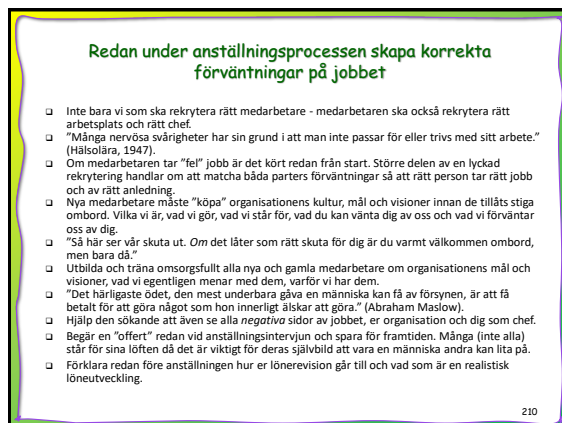 Redan under anställningsprocessen skapa korrekta
förväntningar på jobbet
❑ Inte bara vi som ska rekrytera rätt medarbetare - medarbetaren ska också rekrytera rätt
arbetsplats och rätt chef.
❑ ”Många nervösa svårigheter har sin grund i att man inte passar för eller trivs med sitt arbete.”
(Hälsolära, 1947).
❑ Om medarbetaren tar ”fel” jobb är det kört redan från start. Större delen av en lyckad
rekrytering handlar om att matcha båda parters förväntningar så att rätt person tar rätt jobb
och av rätt anledning.
❑ Nya medarbetare måste ”köpa” organisationens kultur, mål och visioner innan de tillåts stiga
ombord. Vilka vi är, vad vi gör, vad vi står för, vad du kan vänta dig av oss och vad vi förväntar
oss av dig.
❑ ”Så här ser vår skuta ut. Om det låter som rätt skuta för dig är du varmt välkommen ombord,
men bara då.”
❑ Utbilda och träna omsorgsfullt alla nya och gamla medarbetare om organisationens mål och
visioner, vad vi egentligen menar med dem, varför vi har dem.
❑ ”Det härligaste ödet, den mest underbara gåva en människa kan få av försynen, är att få
betalt för att göra något som hon innerligt älskar att göra.” (Abraham Maslow).
❑ Hjälp den sökande att även se alla negativa sidor av jobbet, er organisation och dig som chef.
❑ Begär en ”offert” redan vid anställningsintervjun och spara för framtiden. Många (inte alla)
står för sina löften då det är viktigt för deras självbild att vara en människa andra kan lita på.
❑ Förklara redan före anställningen hur er lönerevision går till och vad som är en realistisk
löneutveckling.
210